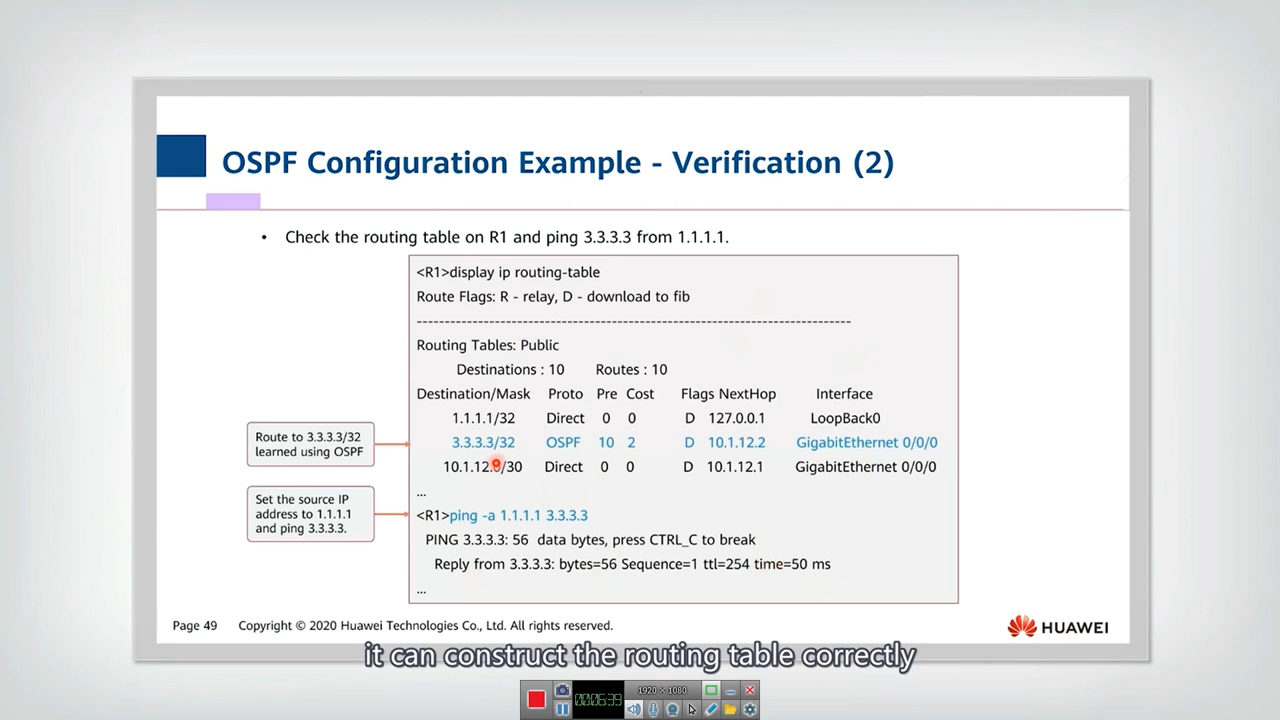 OSPF Configuration Example - Verification (2)
• Check the routing table on R1 and ping 3.3.3.3 from 1.1.1.1.
<R1>display ip routing-table
Route Flags: R - relay, D - download to fib
------------------------------------------------------------------------------
Routing Tables: Public
Destinations : 10 Routes : 10
Destination/Mask Proto Pre Cost Flags NextHop Interface
1.1.1.1/32 Direct 0 0 D 127.0.0.1 LoopBack0
Route to 3.3.3.3/32
learned using OSPF
3.3.3.3/32 OSPF 10 2 D 10.1.12.2 GigabitEthernet 0/0/0
10.1.12.0/30 Direct 0 0 D 10.1.12.1 GigabitEthernet 0/0/0
...
Set the source IP
address to 1.1.1.1
and ping 3.3.3.3.
<R1>ping -a 1.1.1.1 3.3.3.3
PING 3.3.3.3: 56 data bytes, press CTRL_C to break
Reply from 3.3.3.3: bytes=56 Sequence=1 ttl=254 time=50 ms
...
Page 49 Copyright © 2020 Huawei Technologies Co., Ltd. All rights reserved.
HUAWEI
it can construct the routing table correctly
1920 × 1080
000:06:39